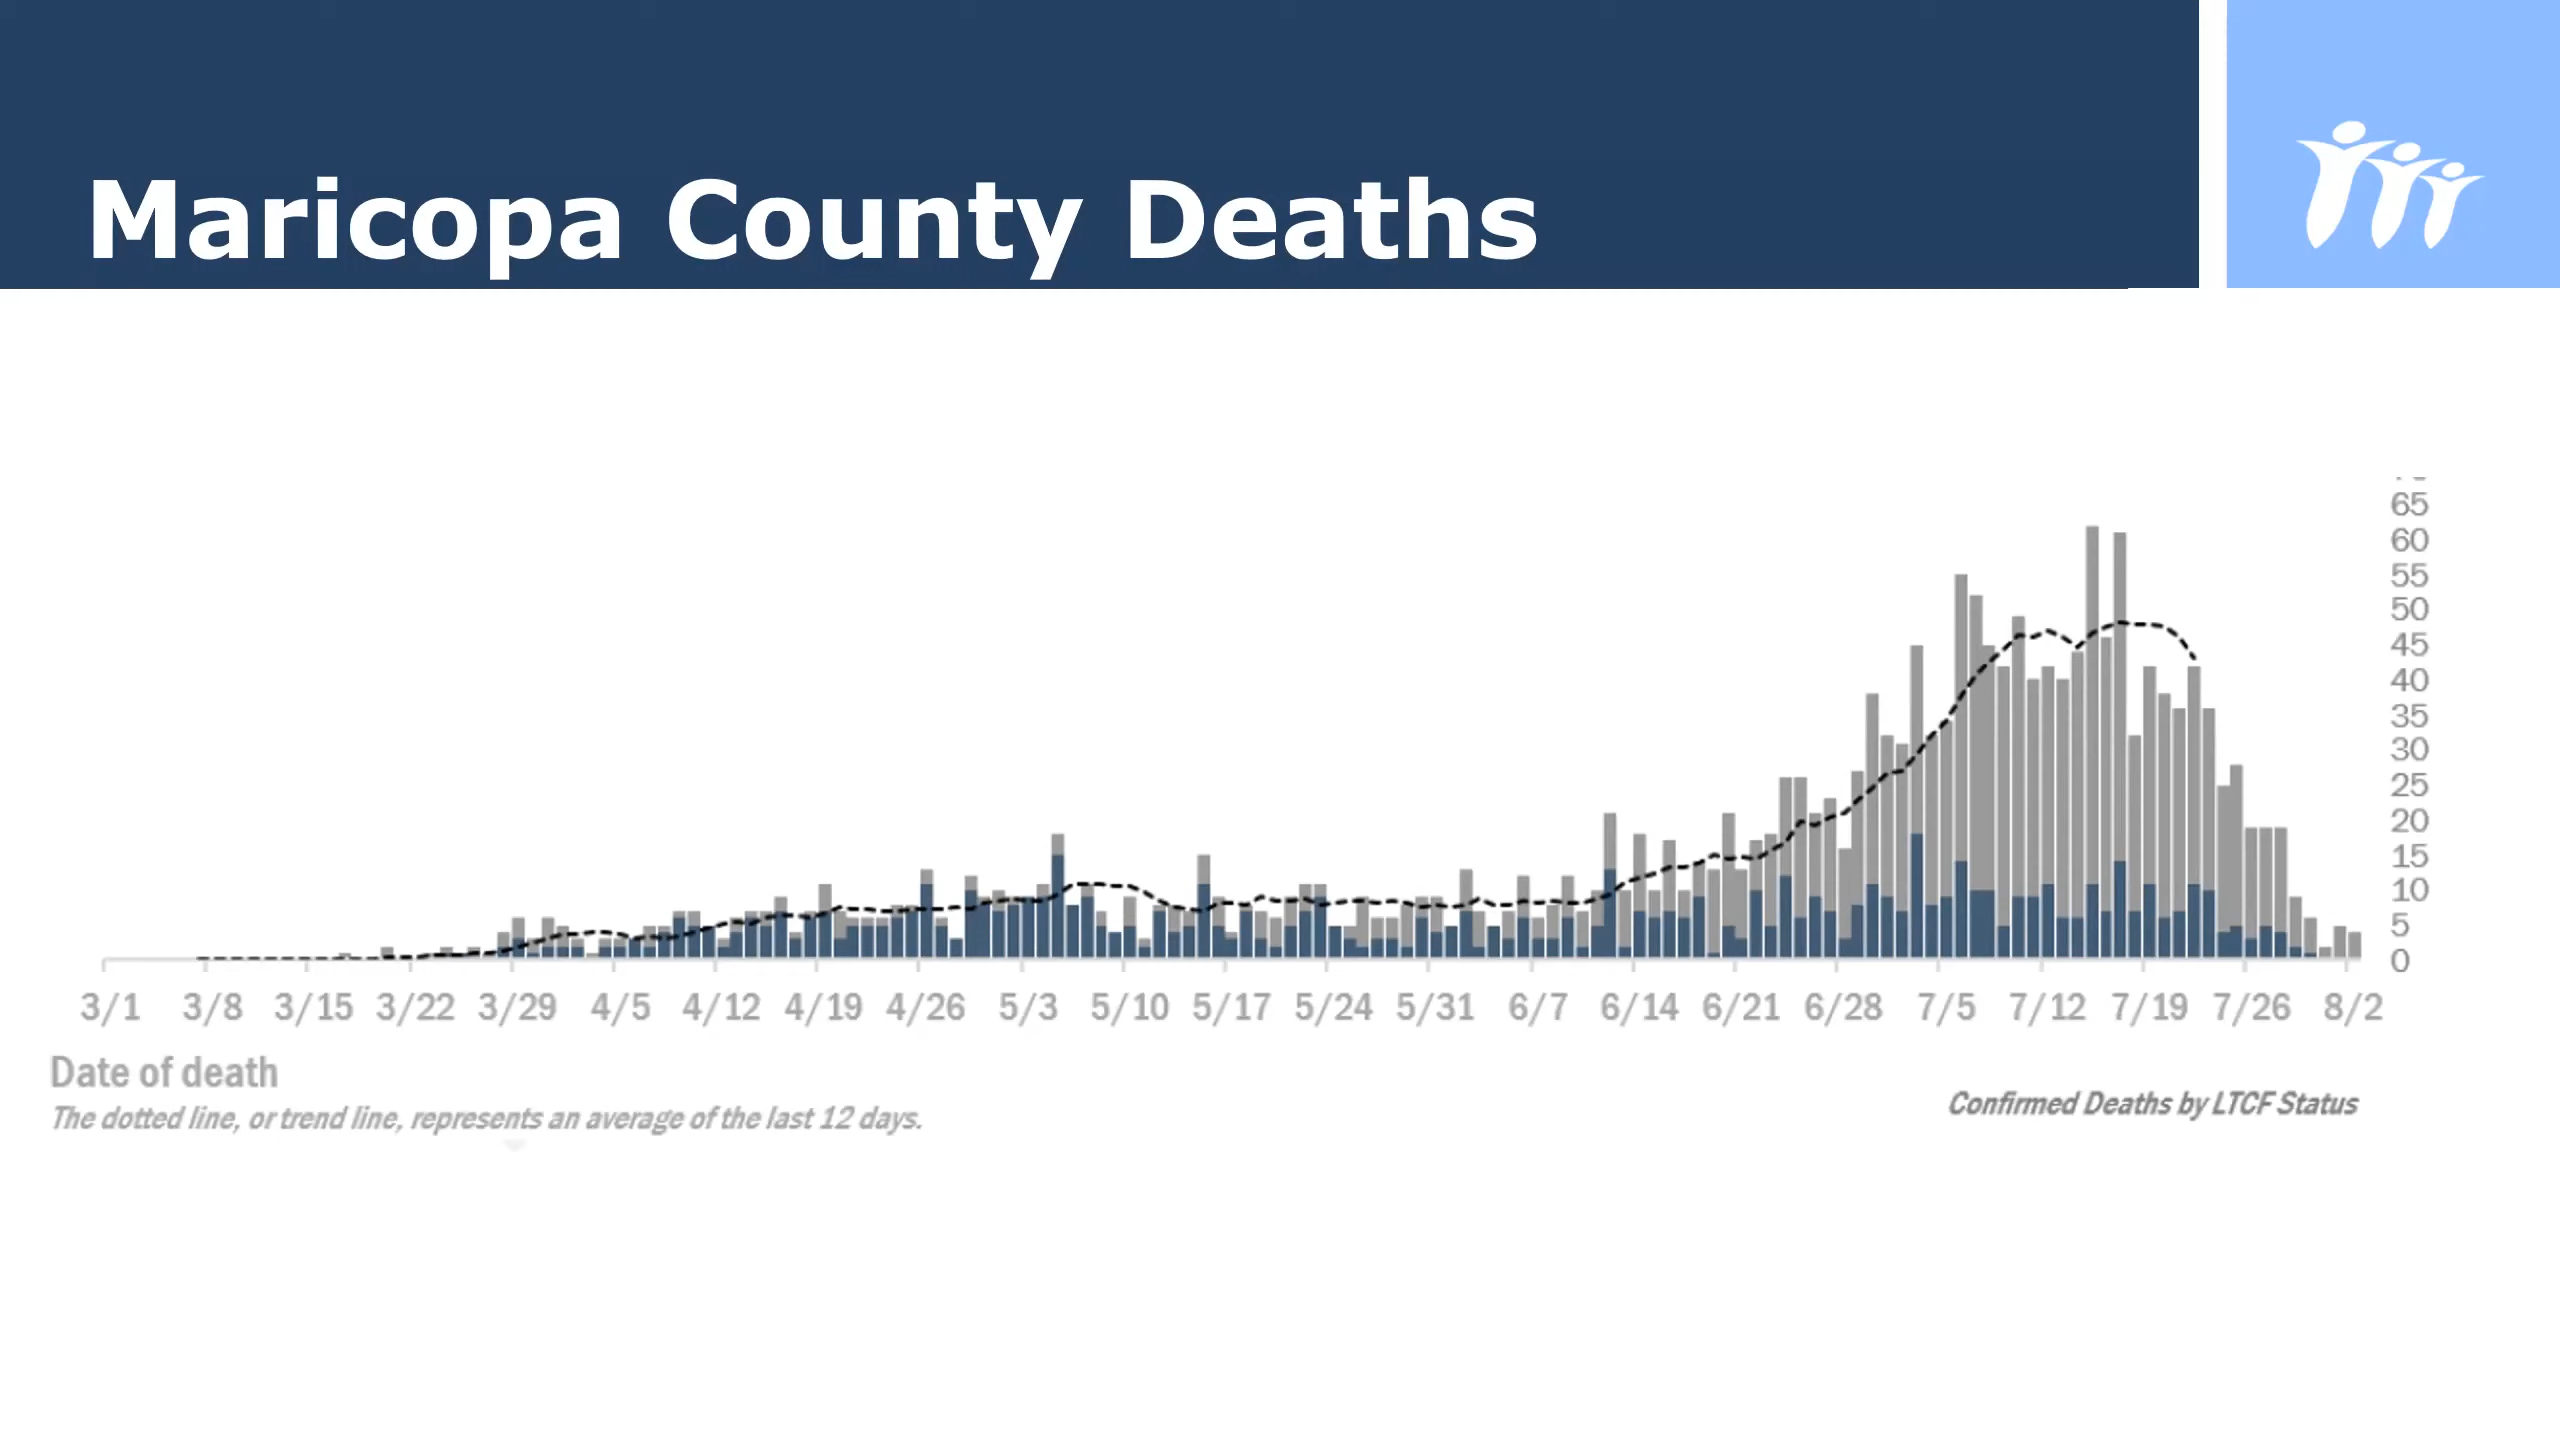 Maricopa County Deaths
65
60
55
50
45
40
35
30
25
20
15
10
5
0
3/1 3/8 3/15 3/22 3/29 4/5 4/12 4/19 4/26 5/3 5/10 5/17 5/24 5/31 6/7 6/14 6/21 6/28 7/5 7/12 7/19 7/26 8/2
Date of death
Confirmed Deaths by LTCF Status
The dotted line, or trend line, represents an average of the last 12 days.